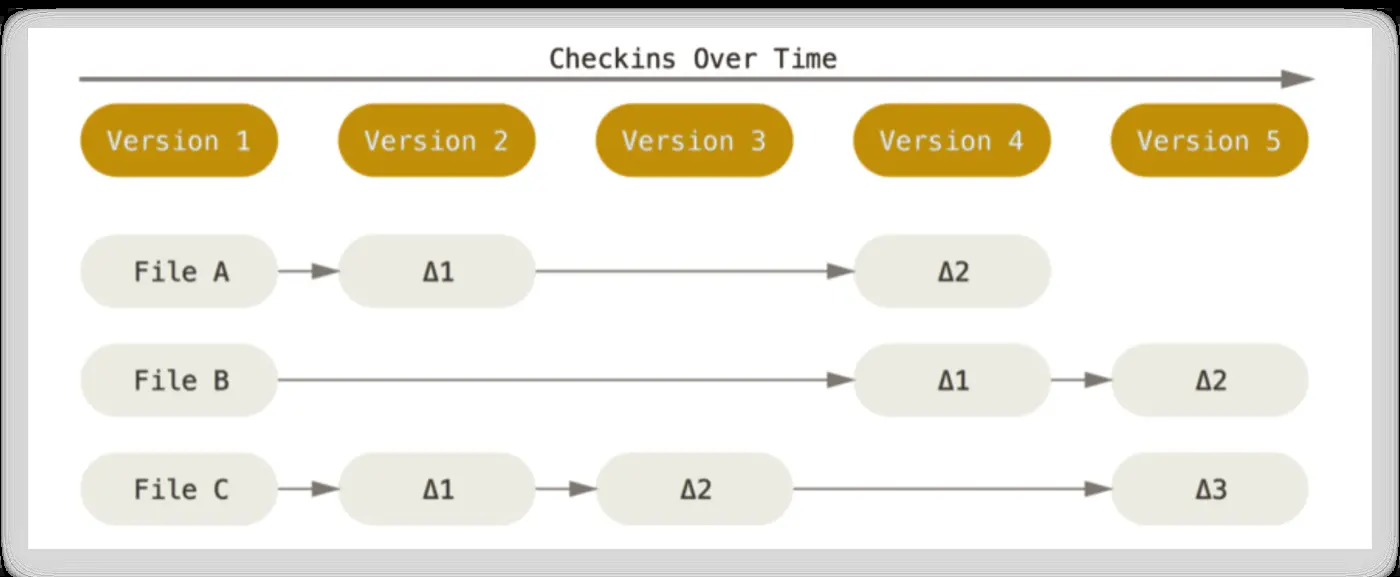 Checkins Over Time
Version 1 Version 2 Version 3 Version 4 Version 5
File A Δ1 Δ2
File B Δ1 Δ2
File C Δ1 Δ2 Δ3